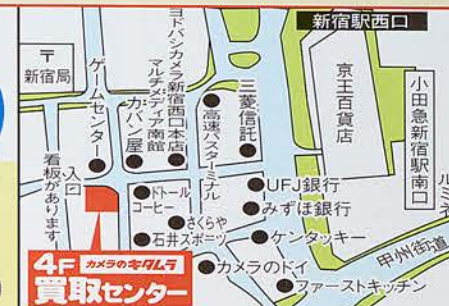 新宿駅西口
〒
新宿局
ゲームセンター
カバン屋
ヨドバシカメラ新宿西口本店
マルチメディア南館
高速バスターミナル
三菱信託
京王百貨店
小田急新宿駅南口
ルミネ
入口
看板があります
ドトール
コーヒー
さくらや
石井スポーツ
UFJ銀行
みずほ銀行
ケンタッキー
カメラのドイ
ファーストキッチン
甲州街道
4F カメラのキタムラ
買取センター